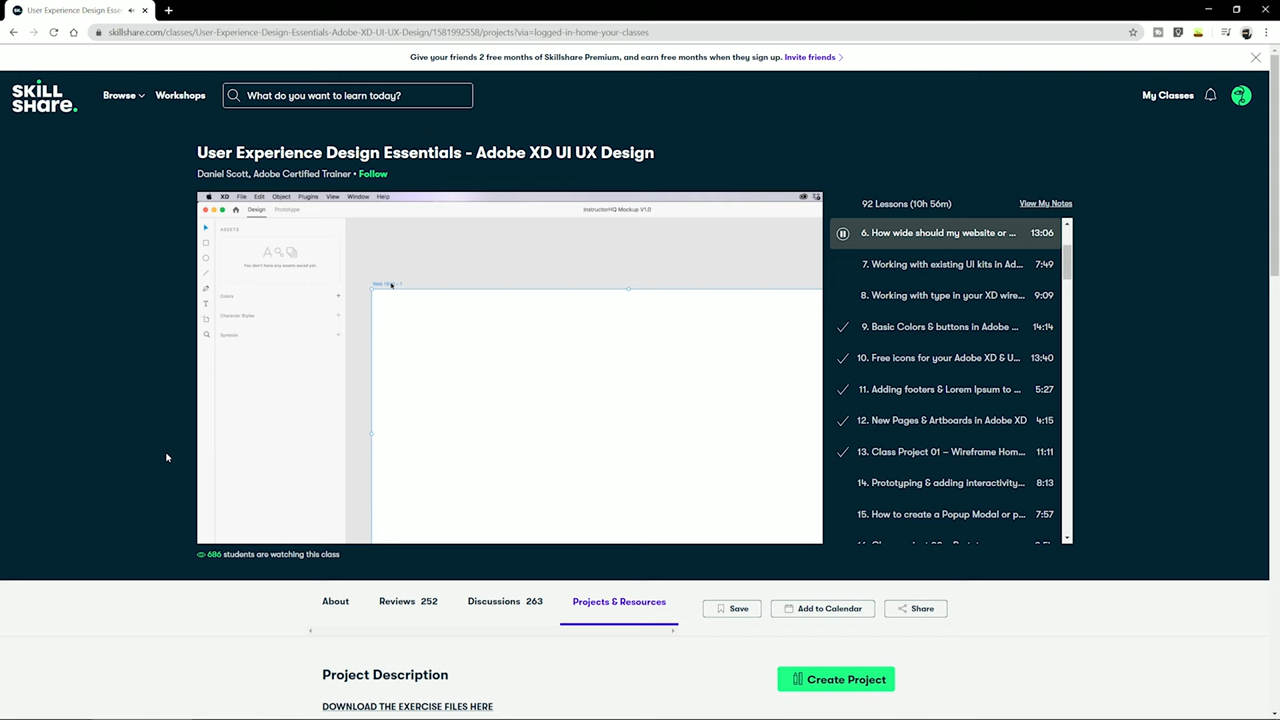 User Experience Design Esse
skillshare.com/classes/User-Experience-Design-Essentials-Adobe-XD-UI-UX-Design/1581992558/projects?via=logged-in-home-your-classes
Give your friends 2 free months of Skillshare Premium, and earn free months when they sign up. Invite friends
SKILL
SHARE.
Browse
Workshops
What do you want to learn today?
My Classes
User Experience Design Essentials - Adobe XD UI UX Design
Daniel Scott, Adobe Certified Trainer • Follow
XD File Edit Object Plugins View Window Help
Design Prototype
InstructorHQ Mockup V1.0
ASSETS
You don't have any assets saved yet.
Colors +
Character Styles +
Symbols +
92 Lessons (10h 56m)
View My Notes
6. How wide should my website or ... 13:06
7. Working with existing UI kits in Ad... 7:49
8. Working with type in your XD wire... 9:09
9. Basic Colors & buttons in Adobe ... 14:14
10. Free icons for your Adobe XD & U... 13:40
11. Adding footers & Lorem Ipsum to ... 5:27
12. New Pages & Artboards in Adobe XD 4:15
13. Class Project 01 – Wireframe Hom... 11:11
14. Prototyping & adding interactivity... 8:13
15. How to create a Popup Modal or p... 7:57
686 students are watching this class
About
Reviews 252
Discussions 263
Projects & Resources
Save
Add to Calendar
Share
Project Description
Create Project
DOWNLOAD THE EXERCISE FILES HERE